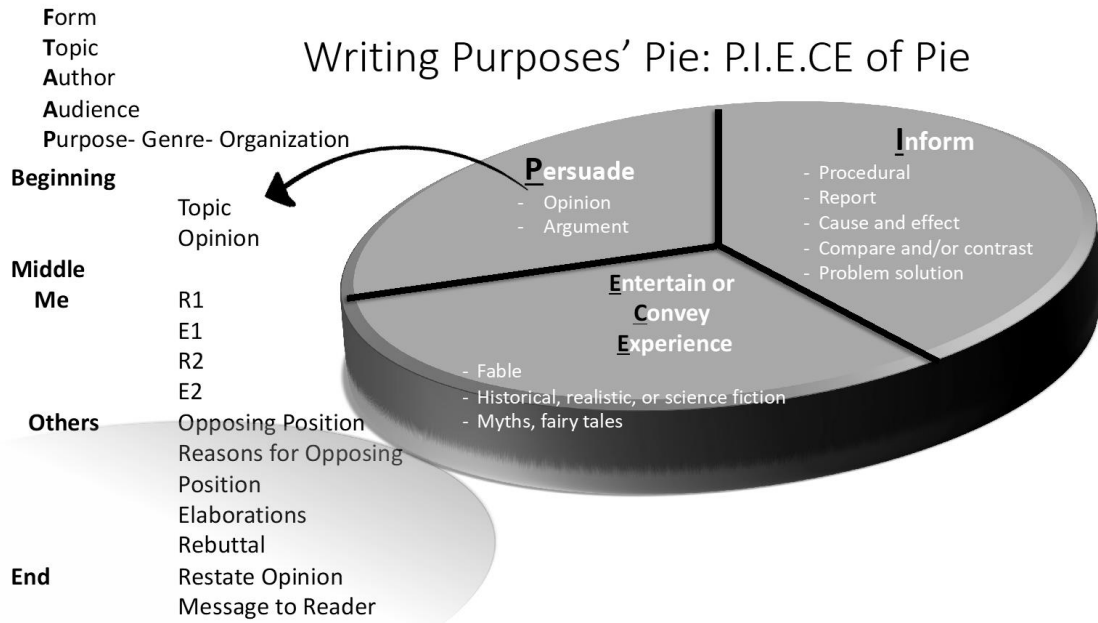 Form
Topic
Author
Audience
Purpose- Genre- Organization
Writing Purposes' Pie: P.I.E.CE of Pie
Beginning
Topic
Opinion
Middle
Me R1
E1
R2
E2
Others Opposing Position
Reasons for Opposing
Position
Elaborations
Rebuttal
End Restate Opinion
Message to Reader
Persuade
- Opinion
- Argument
Inform
- Procedural
- Report
- Cause and effect
- Compare and/or contrast
- Problem solution
Entertain or
Convey
Experience
- Fable
- Historical, realistic, or science fiction
- Myths, fairy tales